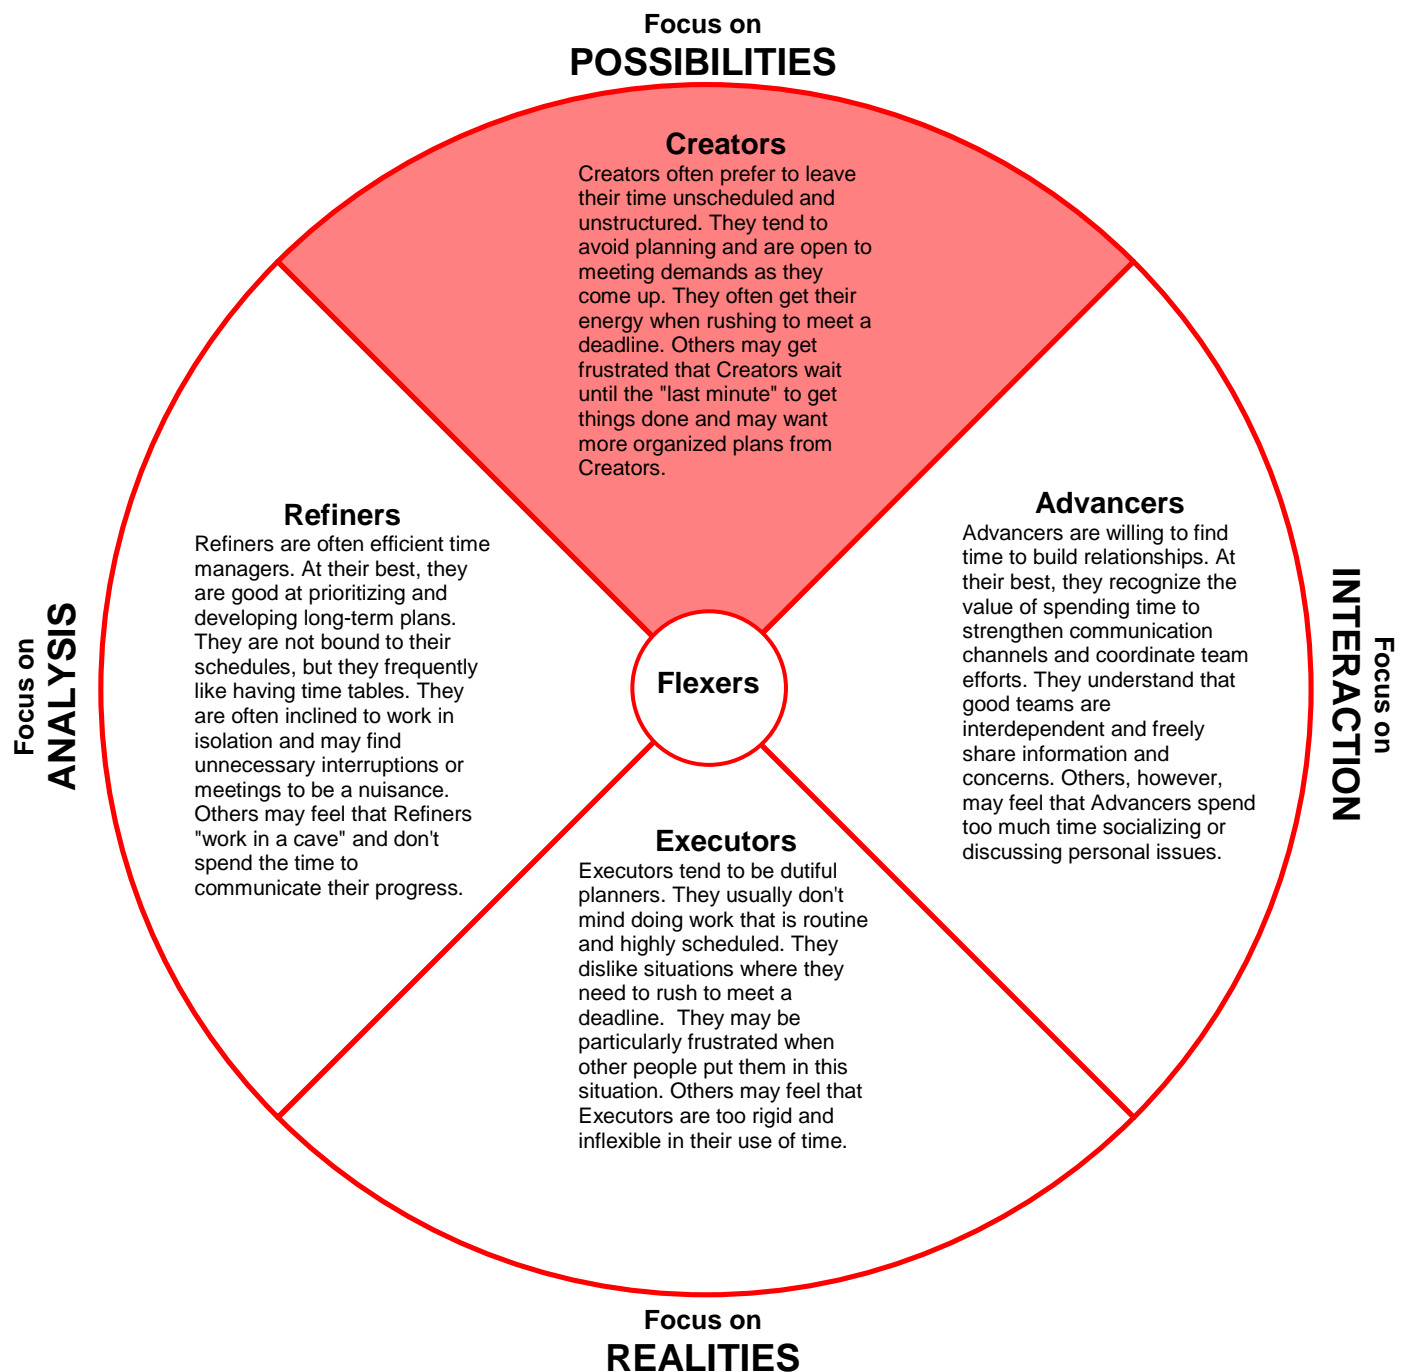 Focus on
POSSIBILITIES
Creators
Creators often prefer to leave
their time unscheduled and
unstructured. They tend to
avoid planning and are open to
meeting demands as they
come up. They often get their
energy when rushing to meet a
deadline. Others may get
frustrated that Creators wait
until the "last minute" to get
things done and may want
more organized plans from
Creators.
Focus on
ANALYSIS
Refiners
Refiners are often efficient time
managers. At their best, they
are good at prioritizing and
developing long-term plans.
They are not bound to their
schedules, but they frequently
like having time tables. They
are often inclined to work in
isolation and may find
unnecessary interruptions or
meetings to be a nuisance.
Others may feel that Refiners
"work in a cave" and don't
spend the time to
communicate their progress.
Flexers
Advancers
Advancers are willing to find
time to build relationships. At
their best, they recognize the
value of spending time to
strengthen communication
channels and coordinate team
efforts. They understand that
good teams are
interdependent and freely
share information and
concerns. Others, however,
may feel that Advancers spend
too much time socializing or
discussing personal issues.
Focus on
INTERACTION
Executors
Executors tend to be dutiful
planners. They usually don't
mind doing work that is routine
and highly scheduled. They
dislike situations where they
need to rush to meet a
deadline.  They may be
particularly frustrated when
other people put them in this
situation. Others may feel that
Executors are too rigid and
inflexible in their use of time.
Focus on
REALITIES